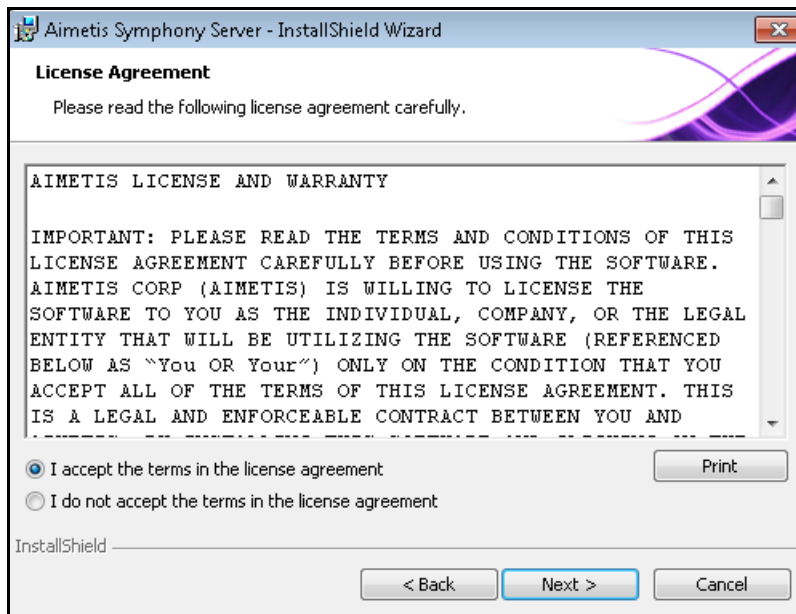 Aimetis Symphony Server - InstallShield Wizard
License Agreement
Please read the following license agreement carefully.
AIMETIS LICENSE AND WARRANTY
IMPORTANT: PLEASE READ THE TERMS AND CONDITIONS OF THIS
LICENSE AGREEMENT CAREFULLY BEFORE USING THE SOFTWARE.
AIMETIS CORP (AIMETIS) IS WILLING TO LICENSE THE
SOFTWARE TO YOU AS THE INDIVIDUAL, COMPANY, OR THE LEGAL
ENTITY THAT WILL BE UTILIZING THE SOFTWARE (REFERENCED
BELOW AS “You OR Your”) ONLY ON THE CONDITION THAT YOU
ACCEPT ALL OF THE TERMS OF THIS LICENSE AGREEMENT. THIS
IS A LEGAL AND ENFORCEABLE CONTRACT BETWEEN YOU AND
I accept the terms in the license agreement
Print
I do not accept the terms in the license agreement
InstallShield
< Back
Next >
Cancel